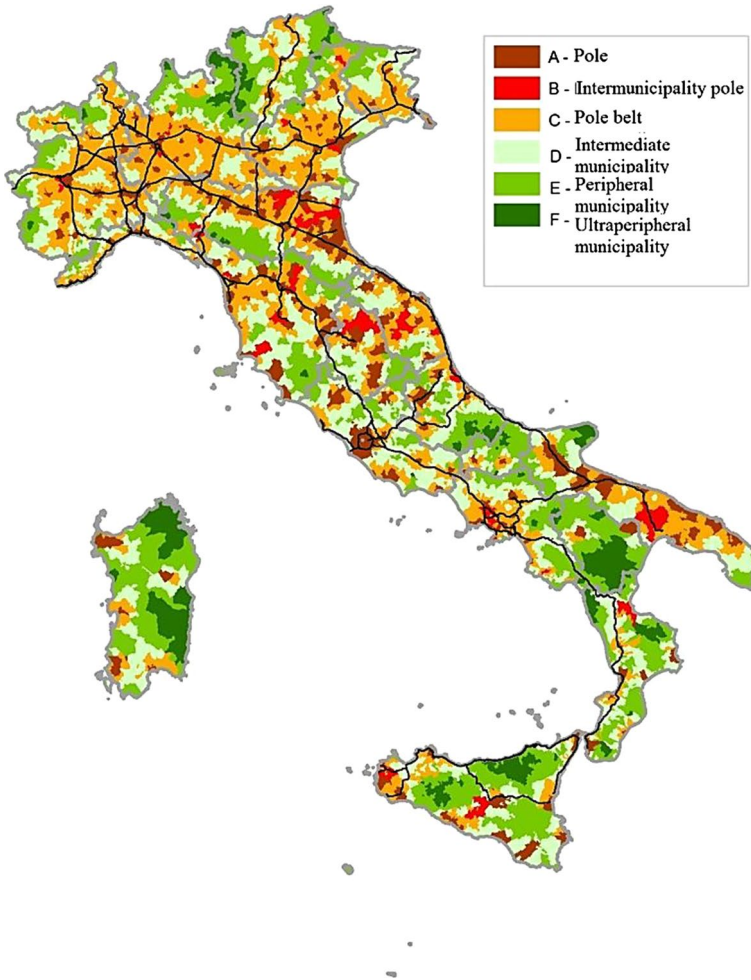 A - Pole
B - Intermunicipality pole
C - Pole belt
D - Intermediate
municipality
E - Peripheral
municipality
F - Ultraperipheral
municipality